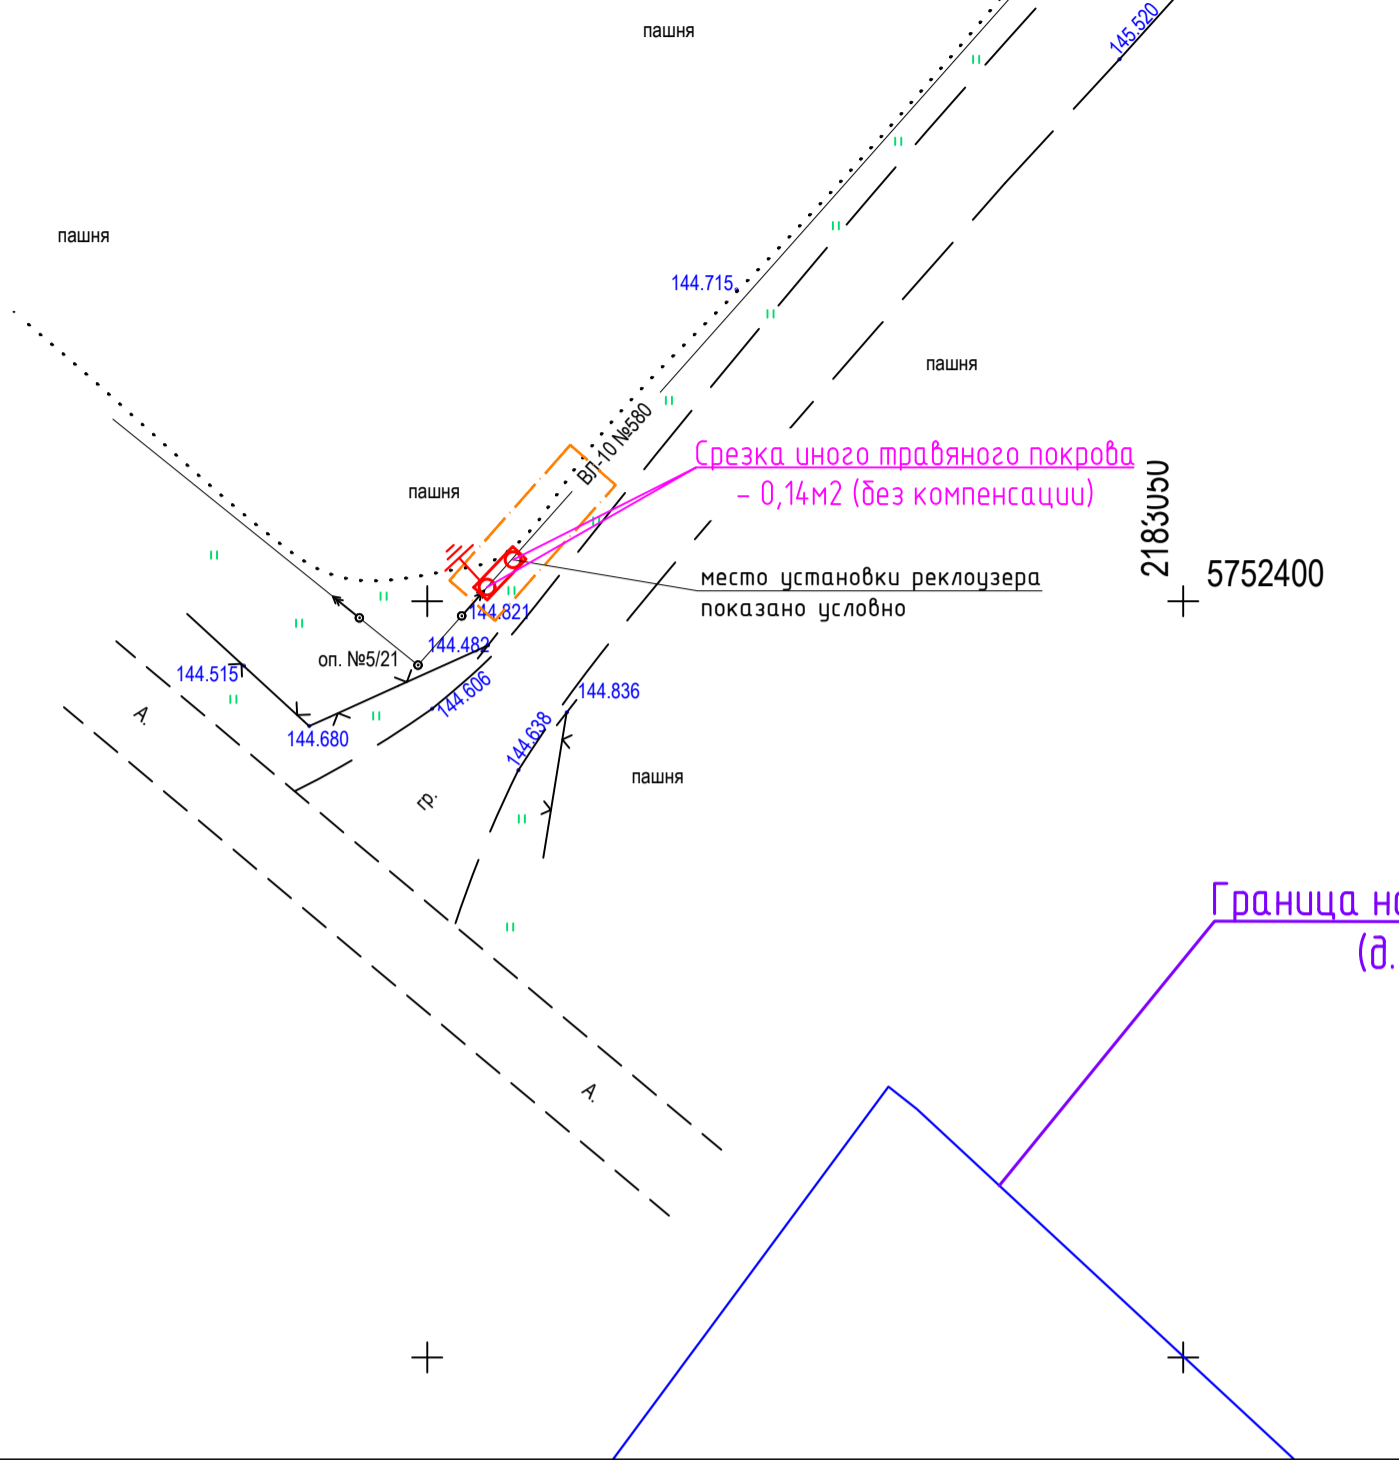 пашня
145.520
пашня
144.715
пашня
ВЛ-10 №580
Срезка иного травяного покрова
- 0,14м2 (без компенсации)
пашня
2183050
5752400
место установки реклоузера
показано условно
144.821
144.482
оп. №5/21
144.515
144.606
144.836
А.
144.680
144.638
пашня
гр.
Граница
(д.
А.